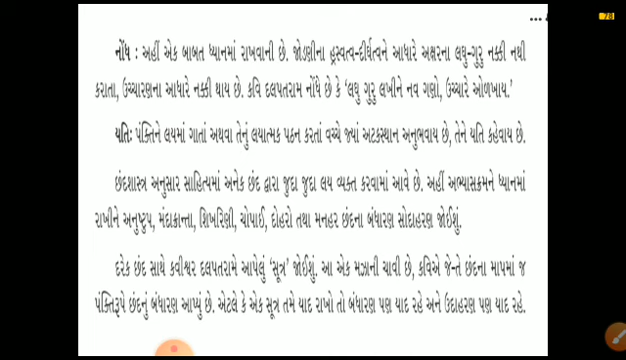 નોંધ : અહીં એક બાબત ધ્યાનમાં રાખવાની છે. જોડણીના હ્રસ્વત્વ-દીર્ઘત્વને આધારે અક્ષરના લઘુ-ગુરુ નક્કી નથી
કરાતા, ઉચ્ચારણના આધારે નક્કી થાય છે. કવિ દલપતરામ નોંધે છે કે ‘લઘુ ગુરુ લખીને નવ ગણો, ઉચ્ચારે ઓળખાય.’
યતિ: પંક્તિને લયમાં ગાતાં અથવા તેનું લયાત્મક પઠન કરતાં વચ્ચે જ્યાં અટકસ્થાન અનુભવાય છે, તેને યતિ કહેવાય છે.
છંદશાસ્ત્ર અનુસાર સાહિત્યમાં અનેક છંદ દ્વારા જુદા જુદા લય વ્યક્ત કરવામાં આવે છે. અહીં અભ્યાસક્રમને ધ્યાનમાં
રાખીને અનુષ્ટુપ, મંદાક્રાન્તા, શિખરિણી, ચોપાઈ, દોહરો તથા મનહર છંદના બંધારણ સોદાહરણ જોઈશું.
દરેક છંદ સાથે કવીશ્વર દલપતરામે આપેલું ‘સૂત્ર’ જોઈશું. આ એક મઝાની ચાવી છે, કવિએ જે-તે છંદના માપમાં જ
પંક્તિરૂપે છંદનું બંધારણ આપ્યું છે. એટલે કે એક સૂત્ર તમે યાદ રાખો તો બંધારણ પણ યાદ રહે અને ઉદાહરણ પણ યાદ રહે.
78